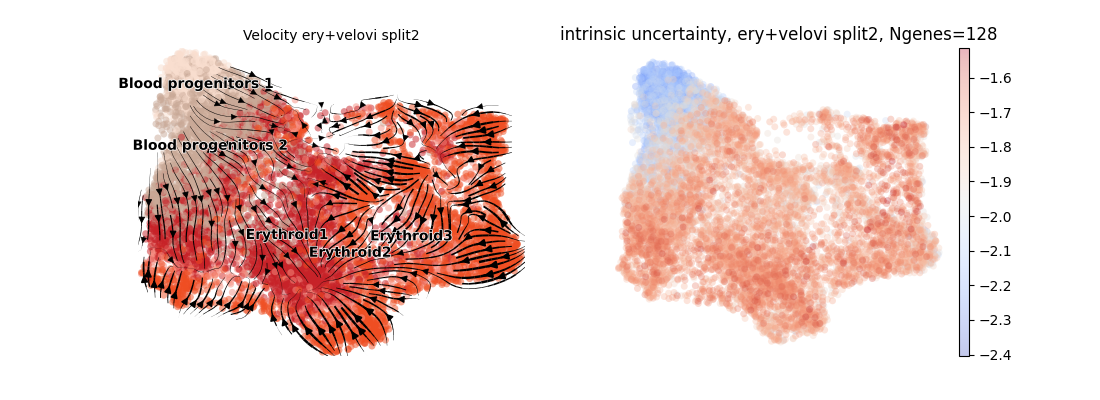 Velocity ery+velovi split2
Blood progenitors 1
Blood progenitors 2
Erythroid1
Erythroid3
Erythroid2
intrinsic uncertainty, ery+velovi split2, Ngenes=128
−1.6
−1.7
−1.8
−1.9
−2.0
−2.1
−2.2
−2.3
−2.4